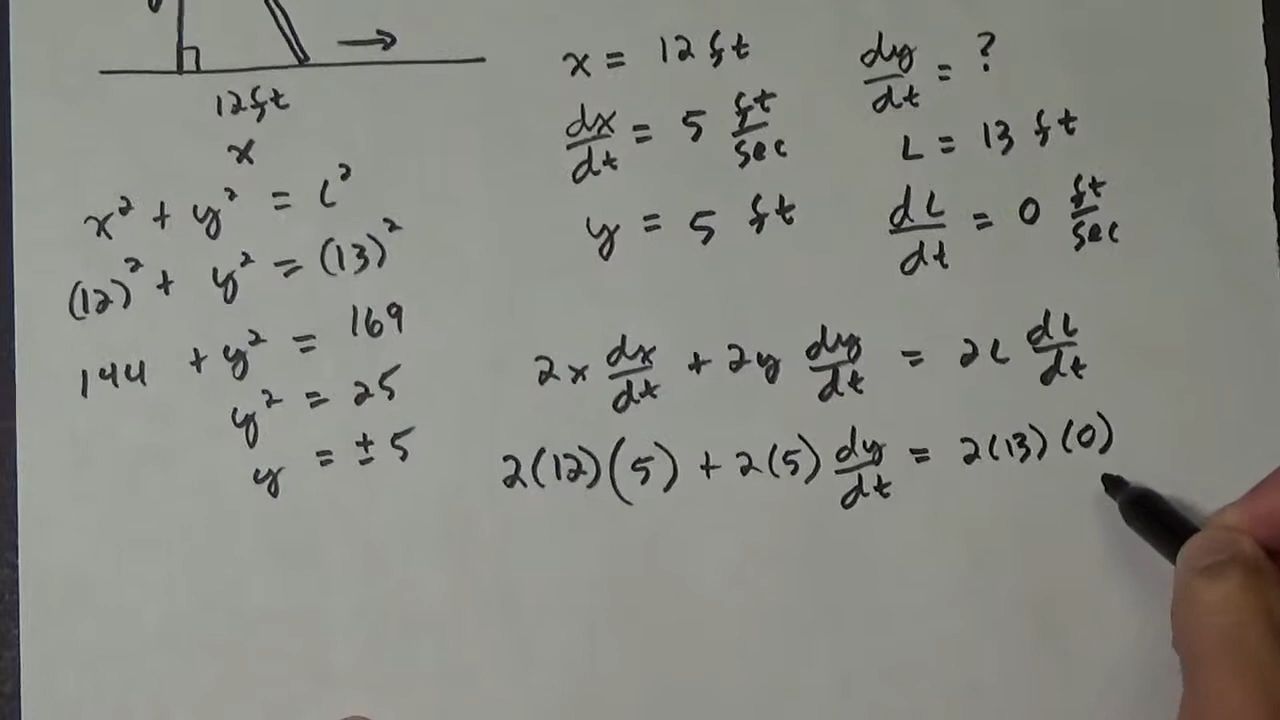 12 ft
x
x² + y² = L²
(12)² + y² = (13)²
144 + y² = 169
y² = 25
y = ± 5
x = 12 ft
dx/dt = 5 ft/sec
y = 5 ft
dy/dt = ?
L = 13 ft
dL/dt = 0 ft/sec
2x dx/dt + 2y dy/dt = 2L dL/dt
2(12)(5) + 2(5) dy/dt = 2(13)(0)